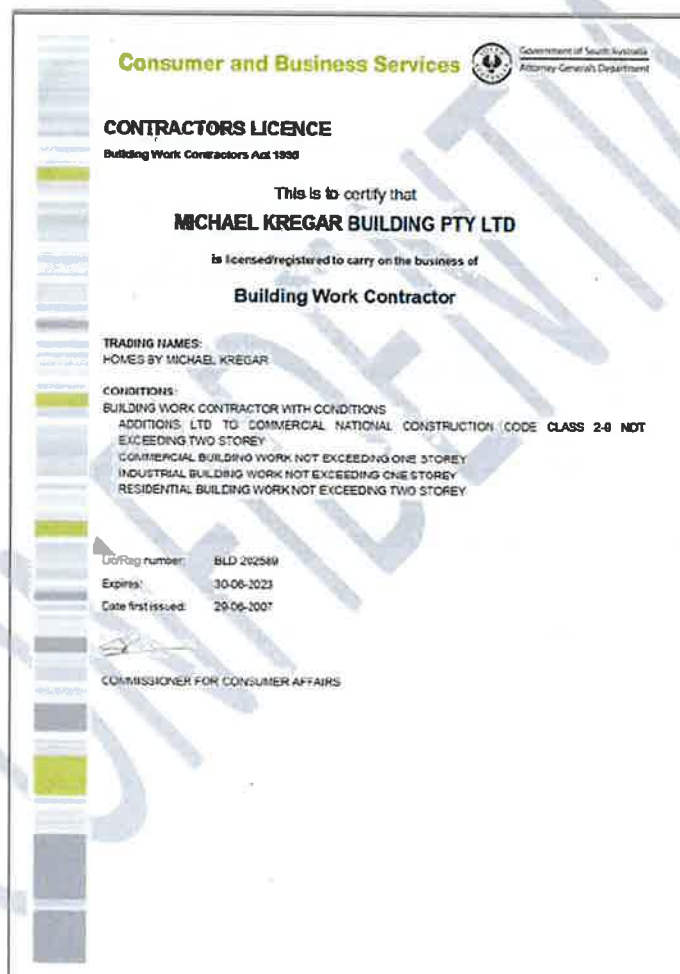 Consumer and Business Services
Government of South Australia
Attorney-General's Department
CONTRACTORS LICENCE
Building Work Contractors Act 1995
This is to certify that
MICHAEL KREGAR BUILDING PTY LTD
is licensed/registered to carry on the business of
Building Work Contractor
TRADING NAMES:
HOMES BY MICHAEL KREGAR
CONDITIONS:
BUILDING WORK CONTRACTOR WITH CONDITIONS
ADDITIONS LTD TO COMMERCIAL NATIONAL CONSTRUCTION CODE CLASS 2-9 NOT
EXCEEDING TWO STOREY
COMMERCIAL BUILDING WORK NOT EXCEEDING ONE STOREY
INDUSTRIAL BUILDING WORK NOT EXCEEDING ONE STOREY
RESIDENTIAL BUILDING WORK NOT EXCEEDING TWO STOREY
Lic/Reg number: BLD 202589
Expires: 30-06-2023
Date first issued: 29-06-2007
COMMISSIONER FOR CONSUMER AFFAIRS
CONFIDENTIA